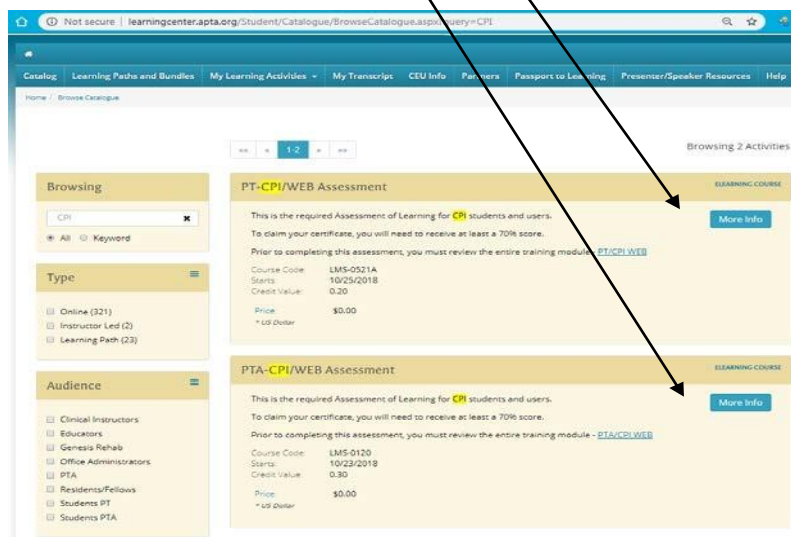 Not secure | learningcenter.apta.org/Student/Catalogue/BrowseCatalogue.aspx?query=CPI
Catalog Learning Paths and Bundles My Learning Activities My Transcript CEU Info Partners Passport to Learning Presenter/Speaker Resources Help
Home / Browse Catalogue
«« « 1-2 » »»
Browsing 2 Activities
Browsing
CPI
All Keyword
Type
Online (321)
Instructor Led (2)
Learning Path (23)
Audience
Clinical Instructors
Educators
Genesis Rehab
Office Administrators
PTA
Residents/Fellows
Students PT
Students PTA
PT-CPI/WEB Assessment
ELEARNING COURSE
This is the required Assessment of Learning for CPI students and users.
More Info
To claim your certificate, you will need to receive at least a 70% score.
Prior to completing this assessment, you must review the entire training module - PT/CPI WEB
Course Code: LMS-0521A
Starts: 10/25/2018
Credit Value: 0.20
Price $0.00
* US Dollar
PTA-CPI/WEB Assessment
ELEARNING COURSE
This is the required Assessment of Learning for CPI students and users.
More Info
To claim your certificate, you will need to receive at least a 70% score.
Prior to completing this assessment, you must review the entire training module - PTA/CPI WEB
Course Code: LMS-0120
Starts: 10/23/2018
Credit Value: 0.30
Price $0.00
* US Dollar